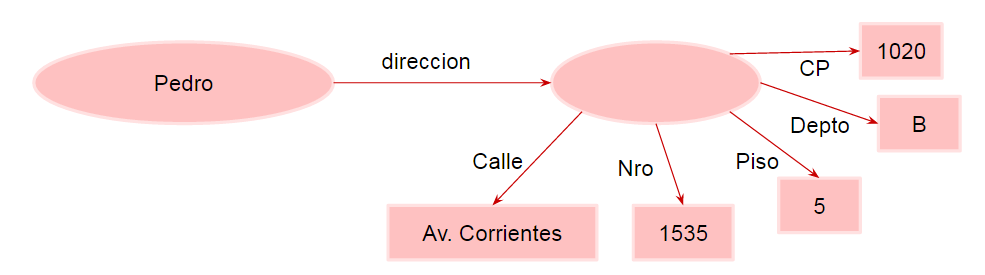 Pedro
direccion
CP
1020
Depto
B
Piso
5
Nro
1535
Calle
Av. Corrientes